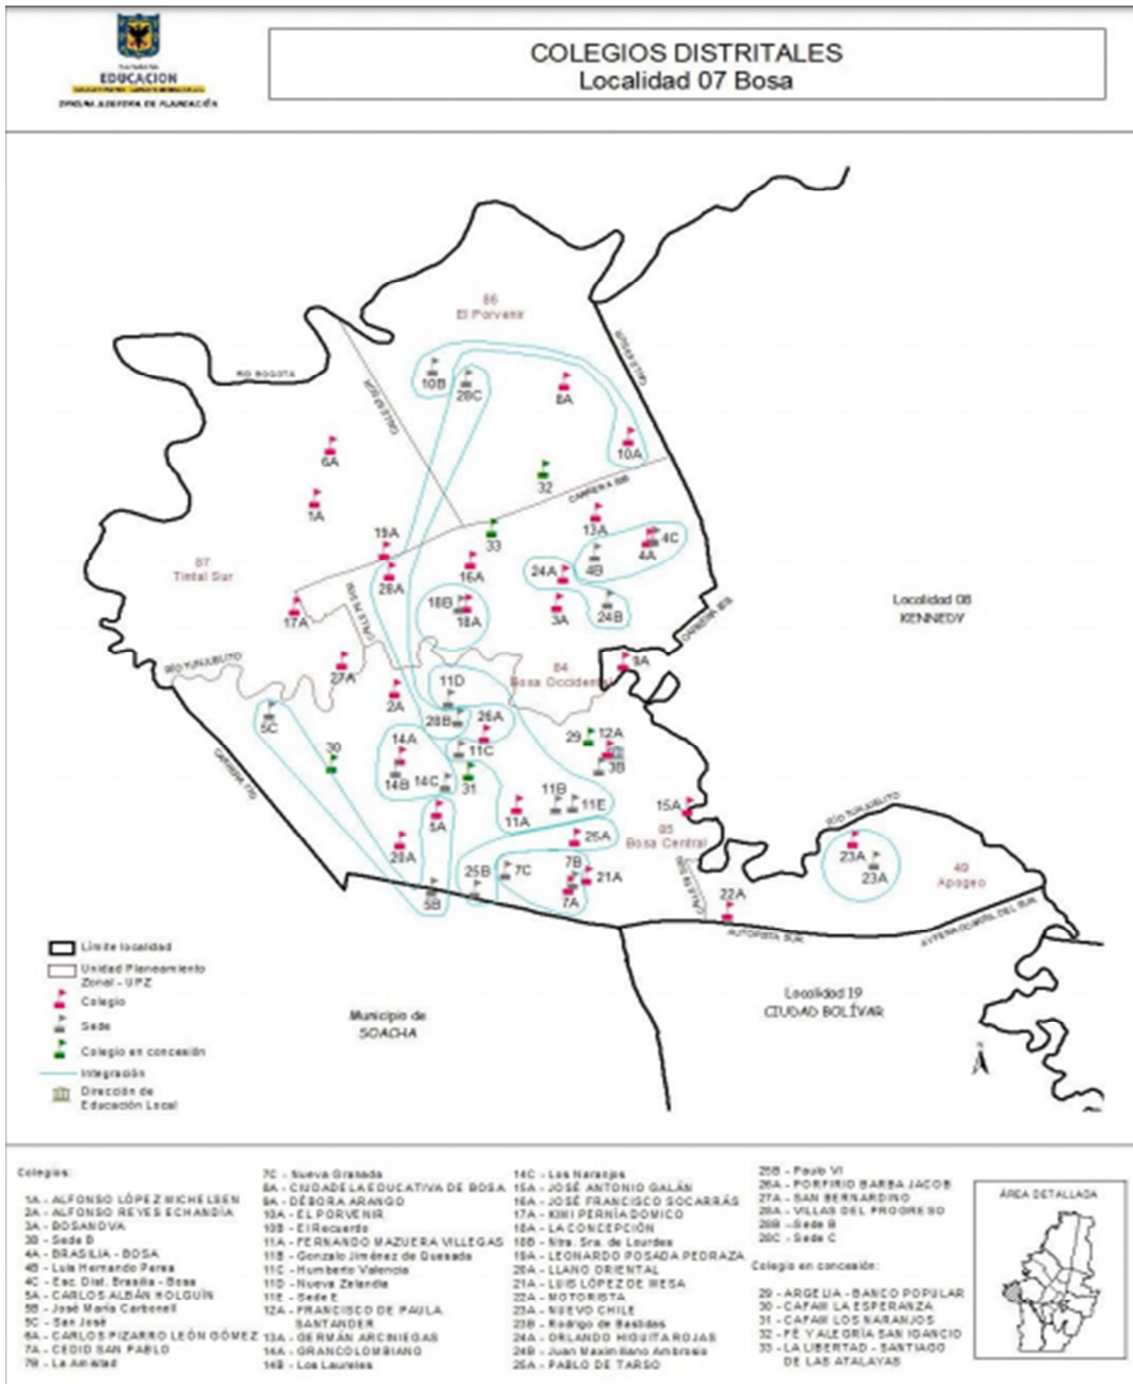 EDUCACION
COLEGIOS DISTRITALES
Localidad 07 Bosa
86
El Porvenir
RIO BOGOTA
10B
28C
8A
10A
6A
32
CARRERA 88I
1A
13A
33
19A
4A
4C
4B
87
Tintal Sur
16A
24A
28A
18B
18A
3A
24B
17A
Localidad 08
KENNEDY
RÍO TUNJUELITO
27A
84
Bosa Occidental
9A
11D
2A
5C
28B
26A
14A
11C
29
12A
3B
30
14B
14C
31
11B
11E
15A
5A
11A
RÍO TUNJUELITO
85
Bosa Central
25A
20A
23A
23A
49
Apogeo
25B
7C
7B
21A
7A
5B
22A
AUTOPISTA SUR
Límite localidad
Unidad Planeamiento
Zonal - UPZ
Colegio
Sede
Colegio en concesión
Integración
Dirección de
Educación Local
Municipio de
SOACHA
Localidad 19
CIUDAD BOLÍVAR
Colegios:
1A - ALFONSO LÓPEZ MICHELSEN
2A - ALFONSO REYES ECHANDÍA
3A - BOSANOVA
3B - Sede B
4A - BRASILIA - BOSA
4B - Luis Hernando Perea
4C - Esc. Dist. Brasilia - Bosa
5A - CARLOS ALBÁN HOLGUÍN
5B - José María Carbonell
5C - San José
6A - CARLOS PIZARRO LEÓN GÓMEZ
7A - CEDID SAN PABLO
7B - La Amistad
7C - Nueva Granada
8A - CIUDADELA EDUCATIVA DE BOSA
9A - DÉBORA ARANGO
10A - EL PORVENIR
10B - El Recuerdo
11A - FERNANDO MAZUERA VILLEGAS
11B - Gonzalo Jiménez de Quesada
11C - Humberto Valencia
11D - Nueva Zelandia
11E - Sede E
12A - FRANCISCO DE PAULA
SANTANDER
13A - GERMÁN ARCINIEGAS
14A - GRANCOLOMBIANO
14B - Los Laureles
14C - Los Naranjos
15A - JOSÉ ANTONIO GALÁN
16A - JOSÉ FRANCISCO SOCARRÁS
17A - KIMI PERNÍA DOMICO
18A - LA CONCEPCIÓN
18B - Ntra. Sra. de Lourdes
19A - LEONARDO POSADA PEDRAZA
20A - LLANO ORIENTAL
21A - LUIS LÓPEZ DE MESA
22A - MOTORISTA
23A - NUEVO CHILE
23B - Rodrigo de Bastidas
24A - ORLANDO HIGUITA ROJAS
24B - Juan Maximiliano Ambrosio
25A - PABLO DE TARSO
25B - Paulo VI
26A - PORFIRIO BARBA JACOB
27A - SAN BERNARDINO
28A - VILLAS DEL PROGRESO
28B - Sede B
28C - Sede C
Colegio en concesión:
29 - ARGELIA - BANCO POPULAR
30 - CAFAM LA ESPERANZA
31 - CAFAM LOS NARANJOS
32 - FE Y ALEGRÍA SAN IGANCIO
33 - LA LIBERTAD - SANTIAGO
DE LAS ATALAYAS
ÁREA DETALLADA